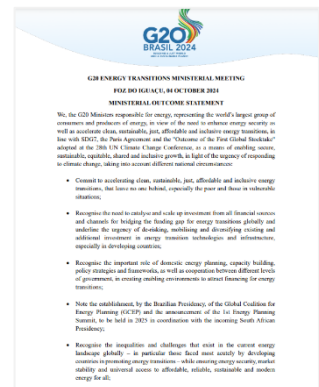 G20
BRASIL 2024
G20 ENERGY TRANSITIONS MINISTERIAL MEETING
FOZ DO IGUAÇU, 04 OCTOBER 2024
MINISTERIAL OUTCOME STATEMENT
We, the G20 Ministers responsible for energy, representing the world's largest group of
consumers and producers of energy, in view of the need to enhance energy security as
well as accelerate clean, sustainable, just, affordable and inclusive energy transitions, in
line with SDG7, the Paris Agreement and the "Outcome of the First Global Stocktake"
adopted at the 28th UN Climate Change Conference, as a means of enabling secure,
sustainable, equitable, shared and inclusive growth, in light of the urgency of responding
to climate change, taking into account different national circumstances:
• Commit to accelerating clean, sustainable, just, affordable and inclusive energy
transitions, that leave no one behind, especially the poor and those in vulnerable
situations;
• Recognise the need to catalyse and scale up investment from all financial sources
and channels for bridging the funding gap for energy transitions globally and
underline the urgency of de-risking, mobilising and diversifying existing and
additional investment in energy transition technologies and infrastructure,
especially in developing countries;
• Recognise the important role of domestic energy planning, capacity building,
policy strategies and frameworks, as well as cooperation between different levels
of government, in creating enabling environments to attract financing for energy
transitions;
• Note the establishment, by the Brazilian Presidency, of the Global Coalition for
Energy Planning (GCEP) and the announcement of the 1st Energy Planning
Summit, to be held in 2025 in coordination with the incoming South African
Presidency;
• Recognise the inequalities and challenges that exist in the current energy
landscape globally – in particular those faced most acutely by developing
countries in promoting energy transitions – while ensuring energy security, market
stability and universal access to affordable, reliable, sustainable and modern
energy for all;